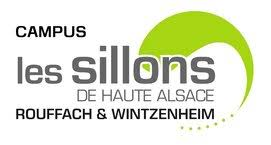 CAMPUS
les sillons
DE HAUTE ALSACE
ROUFFACH & WINTZENHEIM